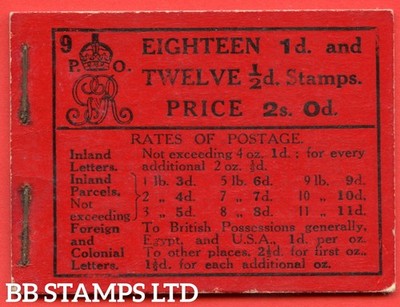 9
P. O.
EIGHTEEN 1d. and
TWELVE ½d. Stamps.
PRICE 2s. 0d.
RATES OF POSTAGE.
Inland Letters. Not exceeding 4 oz. 1d.: for every additional 2 oz. ½d.
Inland Parcels. Not exceeding
1 lb. 3d. 5 lb. 6d. 9 lb. 9d.
2 „ 4d. 7 „ 7d. 10 „ 10d.
3 „ 5d. 8 „ 8d. 11 „ 11d.
Foreign and Colonial Letters. To British Possessions generally, Egypt, and U.S.A., 1d. per oz. To other places, 2½d. for first oz., 1½d. for each additional oz.
BB STAMPS LTD